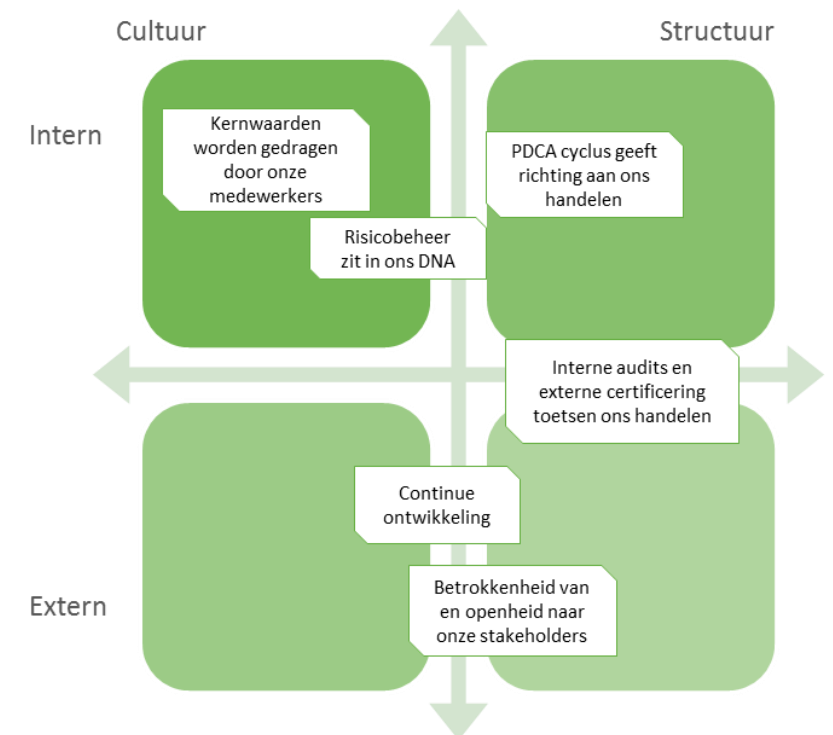 Cultuur
Structuur
Intern
Kernwaarden
worden gedragen
door onze
medewerkers
PDCA cyclus geeft
richting aan ons
handelen
Risicobeheer
zit in ons DNA
Interne audits en
externe certificering
toetsen ons handelen
Continue
ontwikkeling
Extern
Betrokkenheid van
en openheid naar
onze stakeholders